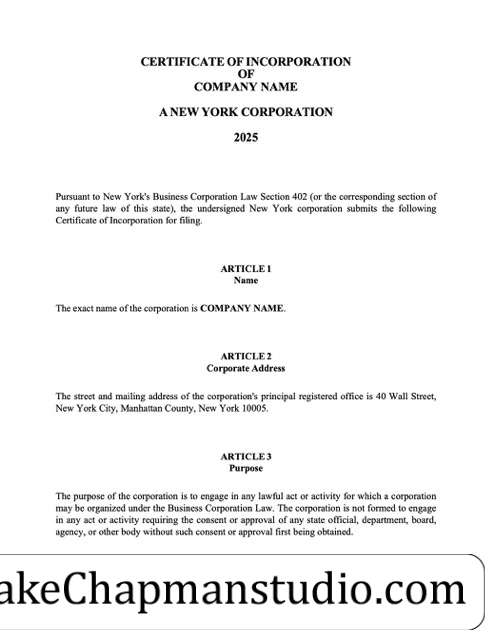 CERTIFICATE OF INCORPORATION
OF
COMPANY NAME
A NEW YORK CORPORATION
2025
Pursuant to New York's Business Corporation Law Section 402 (or the corresponding section of
any future law of this state), the undersigned New York corporation submits the following
Certificate of Incorporation for filing.
ARTICLE 1
Name
The exact name of the corporation is COMPANY NAME.
ARTICLE 2
Corporate Address
The street and mailing address of the corporation's principal registered office is 40 Wall Street,
New York City, Manhattan County, New York 10005.
ARTICLE 3
Purpose
The purpose of the corporation is to engage in any lawful act or activity for which a corporation
may be organized under the Business Corporation Law. The corporation is not formed to engage
in any act or activity requiring the consent or approval of any state official, department, board,
agency, or other body without such consent or approval first being obtained.
akeChapmanstudio.com